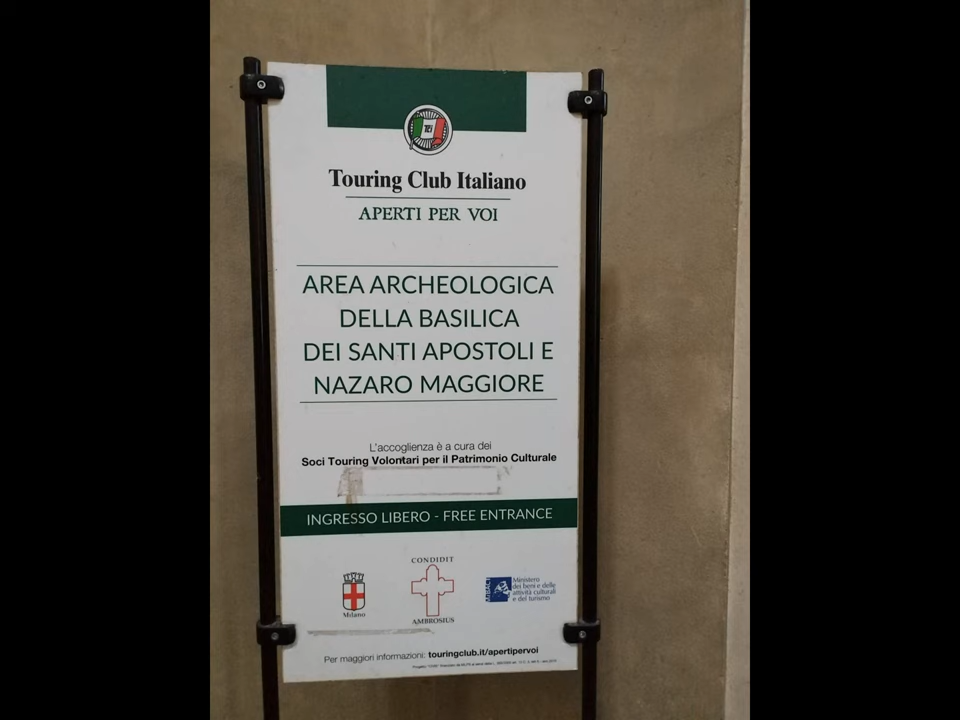 TCI
Touring Club Italiano
APERTI PER VOI
AREA ARCHEOLOGICA
DELLA BASILICA
DEI SANTI APOSTOLI E
NAZARO MAGGIORE
L'accoglienza è a cura dei
Soci Touring Volontari per il Patrimonio Culturale
INGRESSO LIBERO - FREE ENTRANCE
CONDIDIT
AMBROSIUS
Milano
MiBACT
Ministero
dei beni e delle
attività culturali
e del turismo
Per maggiori informazioni: touringclub.it/apertipervoi